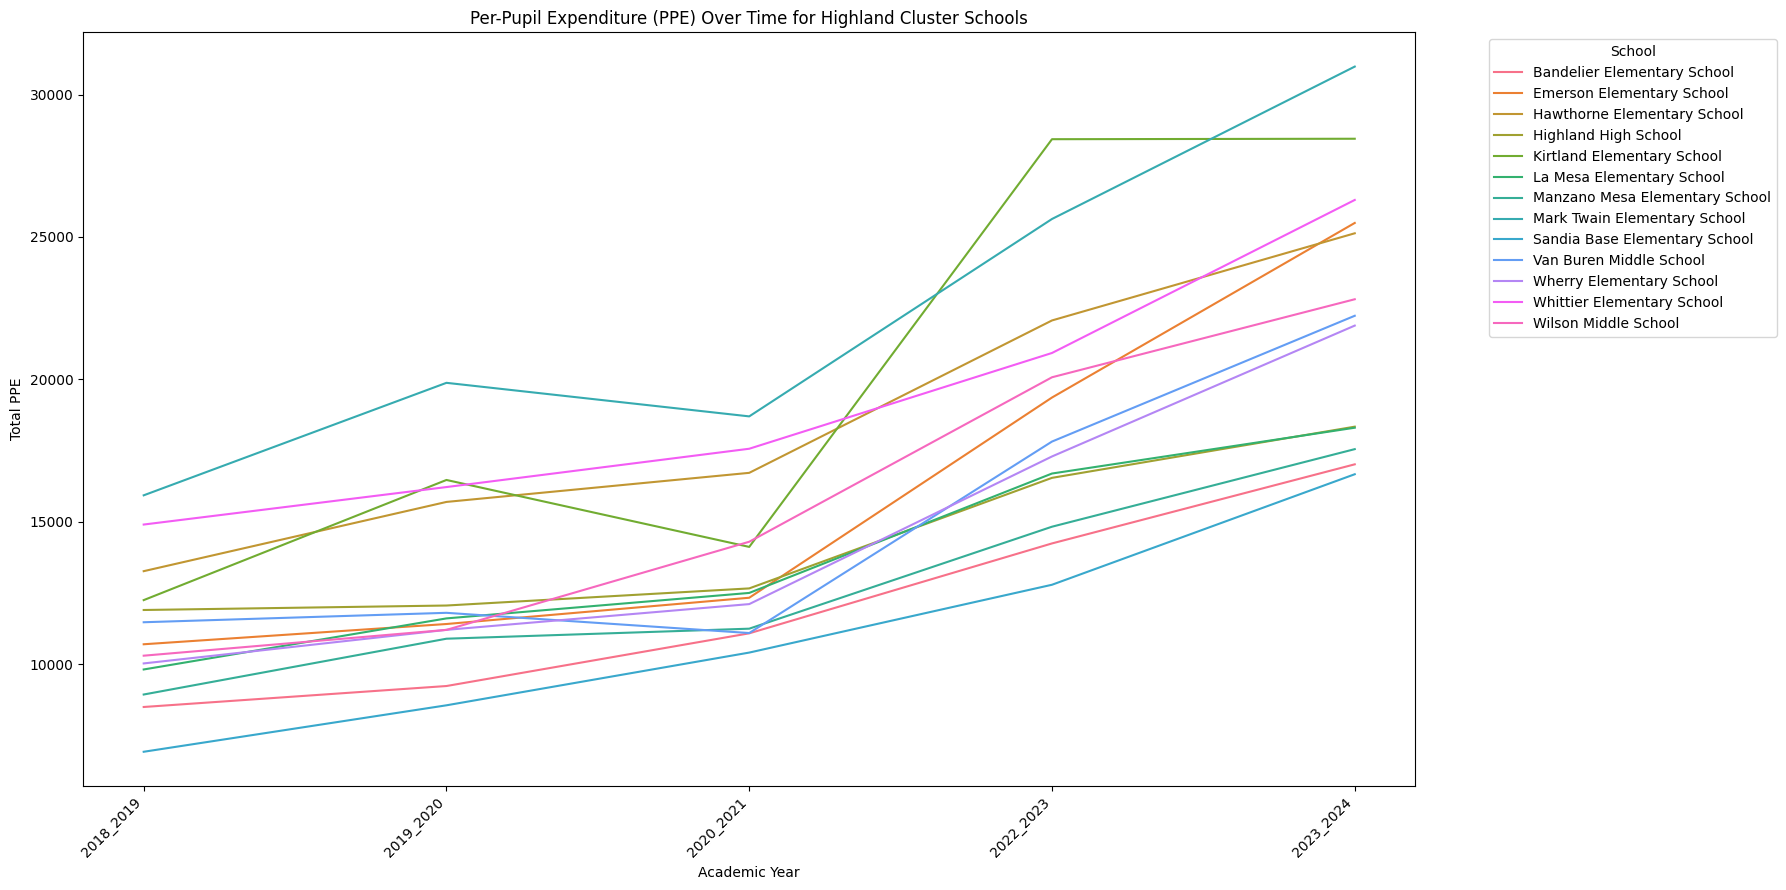 Per-Pupil Expenditure (PPE) Over Time for Highland Cluster Schools
Total PPE
30000
25000
20000
15000
10000
2018_2019
2019_2020
2020_2021
2022_2023
2023_2024
Academic Year
School
Bandelier Elementary School
Emerson Elementary School
Hawthorne Elementary School
Highland High School
Kirtland Elementary School
La Mesa Elementary School
Manzano Mesa Elementary School
Mark Twain Elementary School
Sandia Base Elementary School
Van Buren Middle School
Wherry Elementary School
Whittier Elementary School
Wilson Middle School